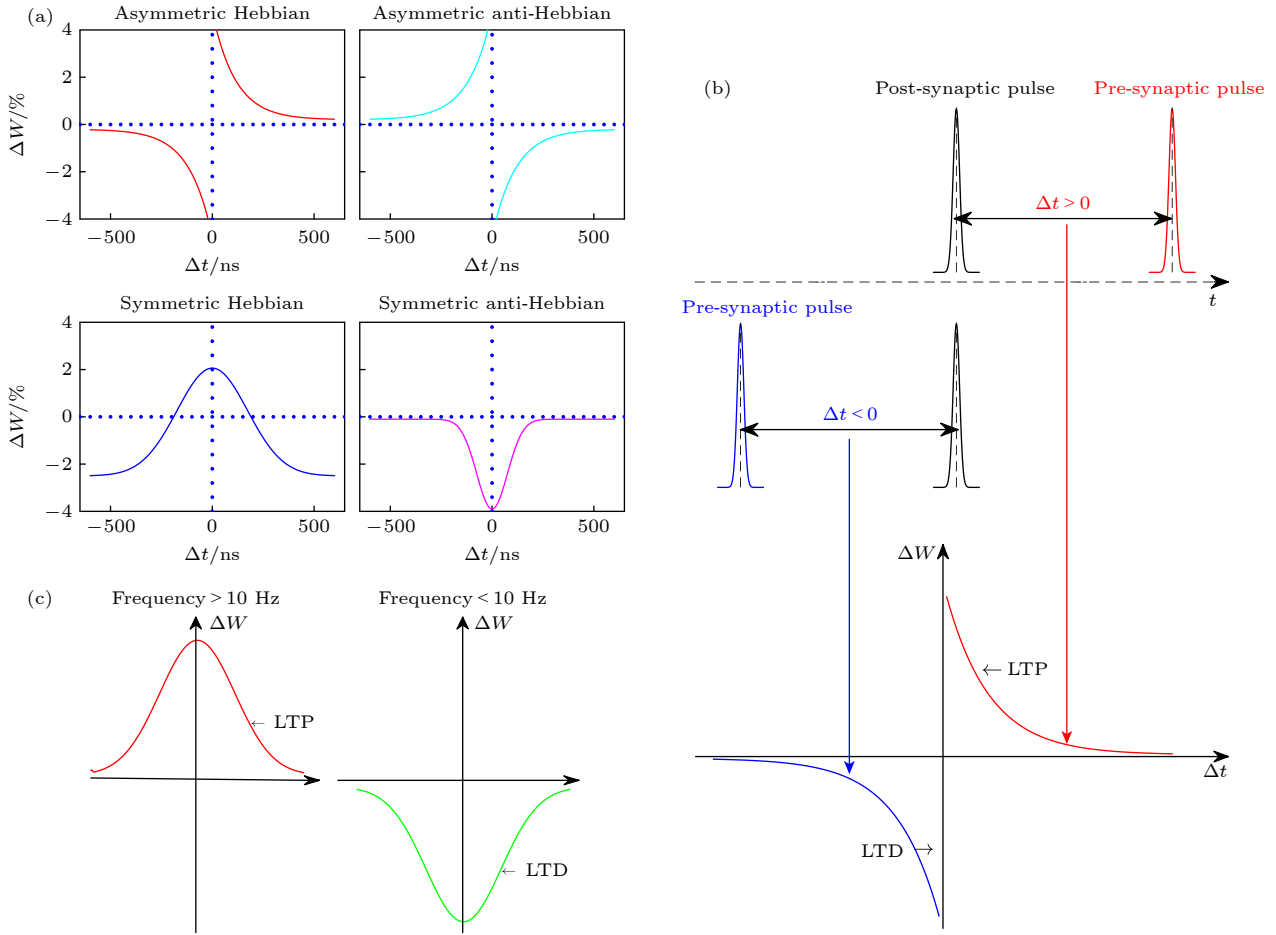 (a)
Asymmetric Hebbian
Asymmetric anti-Hebbian
ΔW/%
4
2
0
−2
−4
−500 0 500
−500 0 500
Δt/ns
Δt/ns
Symmetric Hebbian
Symmetric anti-Hebbian
ΔW/%
4
2
0
−2
−4
−500 0 500
−500 0 500
Δt/ns
Δt/ns
(b)
Post-synaptic pulse
Pre-synaptic pulse
Δt > 0
t
Pre-synaptic pulse
Δt < 0
ΔW
← LTP
Δt
LTD →
(c)
Frequency > 10 Hz
Frequency < 10 Hz
ΔW
ΔW
← LTP
← LTD